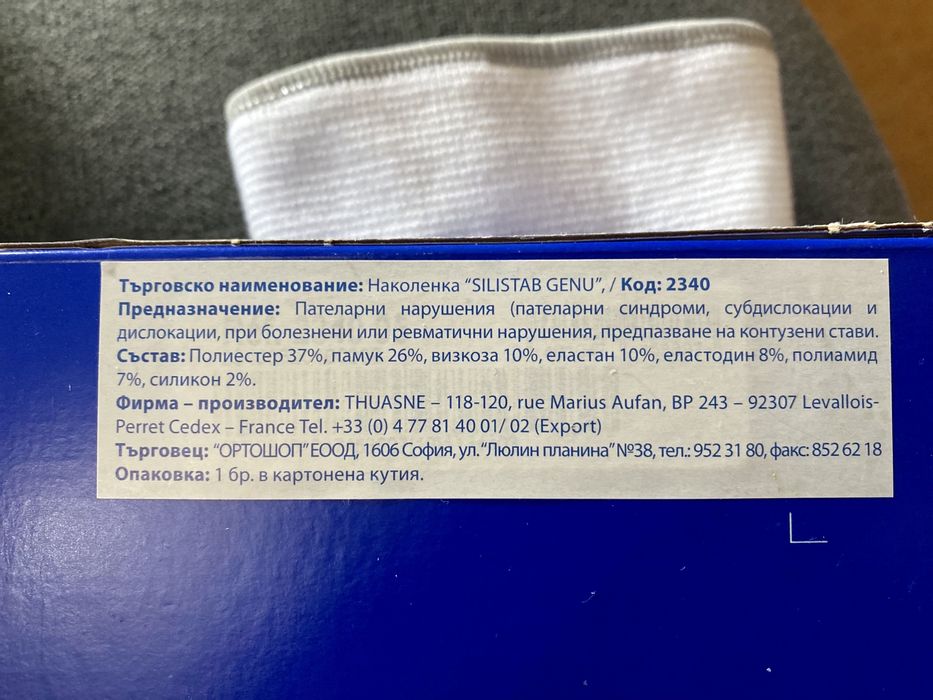 Търговско наименование: Наколенка "SILISTAB GENU", / Код: 2340
Предназначение: Пателарни нарушения (пателарни синдроми, субдислокации и
дислокации, при болезнени или ревматични нарушения, предпазване на контузени стави.
Състав: Полиестер 37%, памук 26%, визкоза 10%, еластан 10%, еластодин 8%, полиамид
7%, силикон 2%.
Фирма – производител: THUASNE – 118-120, rue Marius Aufan, BP 243 – 92307 Levallois-
Perret Cedex – France Tel. +33 (0) 4 77 81 40 01/ 02 (Export)
Търговец: "ОРТОШОП" ЕООД, 1606 София, ул. "Люлин планина" №38, тел.: 952 31 80, факс: 852 62 18
Опаковка: 1 бр. в картонена кутия.